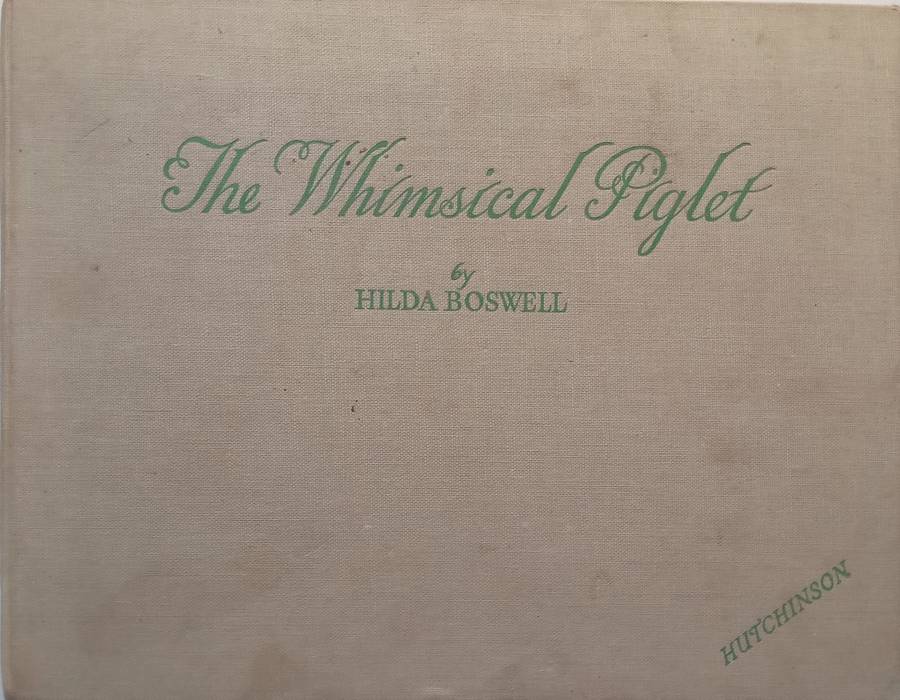 The Whimsical Piglet
by
HILDA BOSWELL
HUTCHINSON